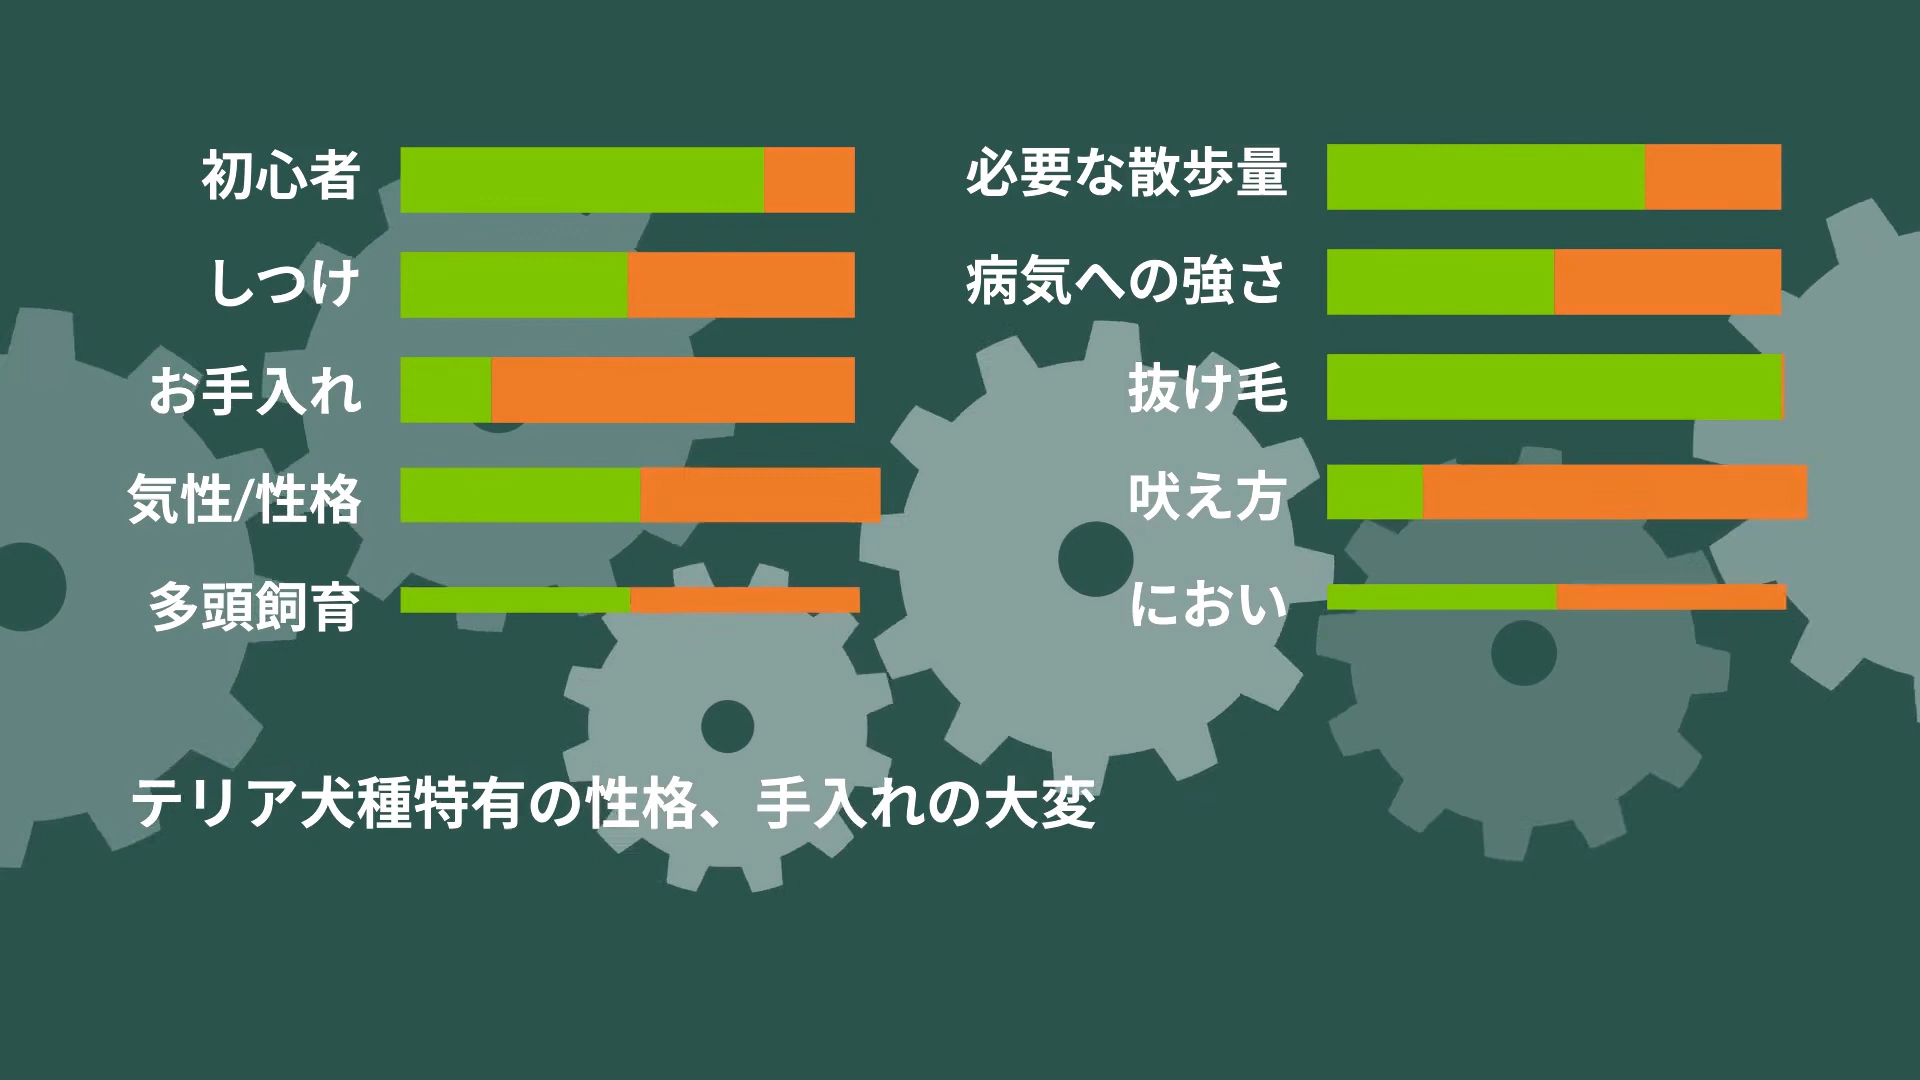 初心者
しつけ
お手入れ
気性/性格
多頭飼育
必要な散歩量
病気への強さ
抜け毛
吠え方
におい
テリア犬種特有の性格、手入れの大変